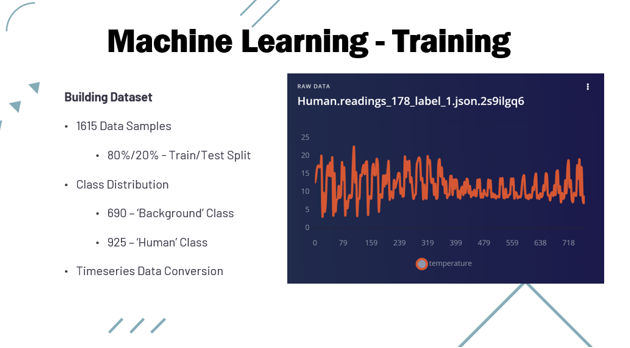 Machine Learning - Training
Building Dataset
• 1615 Data Samples
• 80%/20% - Train/Test Split
• Class Distribution
• 690 – ‘Background’ Class
• 925 – ‘Human’ Class
• Timeseries Data Conversion
RAW DATA
Human.readings_178_label_1.json.2s9ilgq6
25
20
15
10
5
0
0 79 159 239 319 399 479 559 638 718
temperature